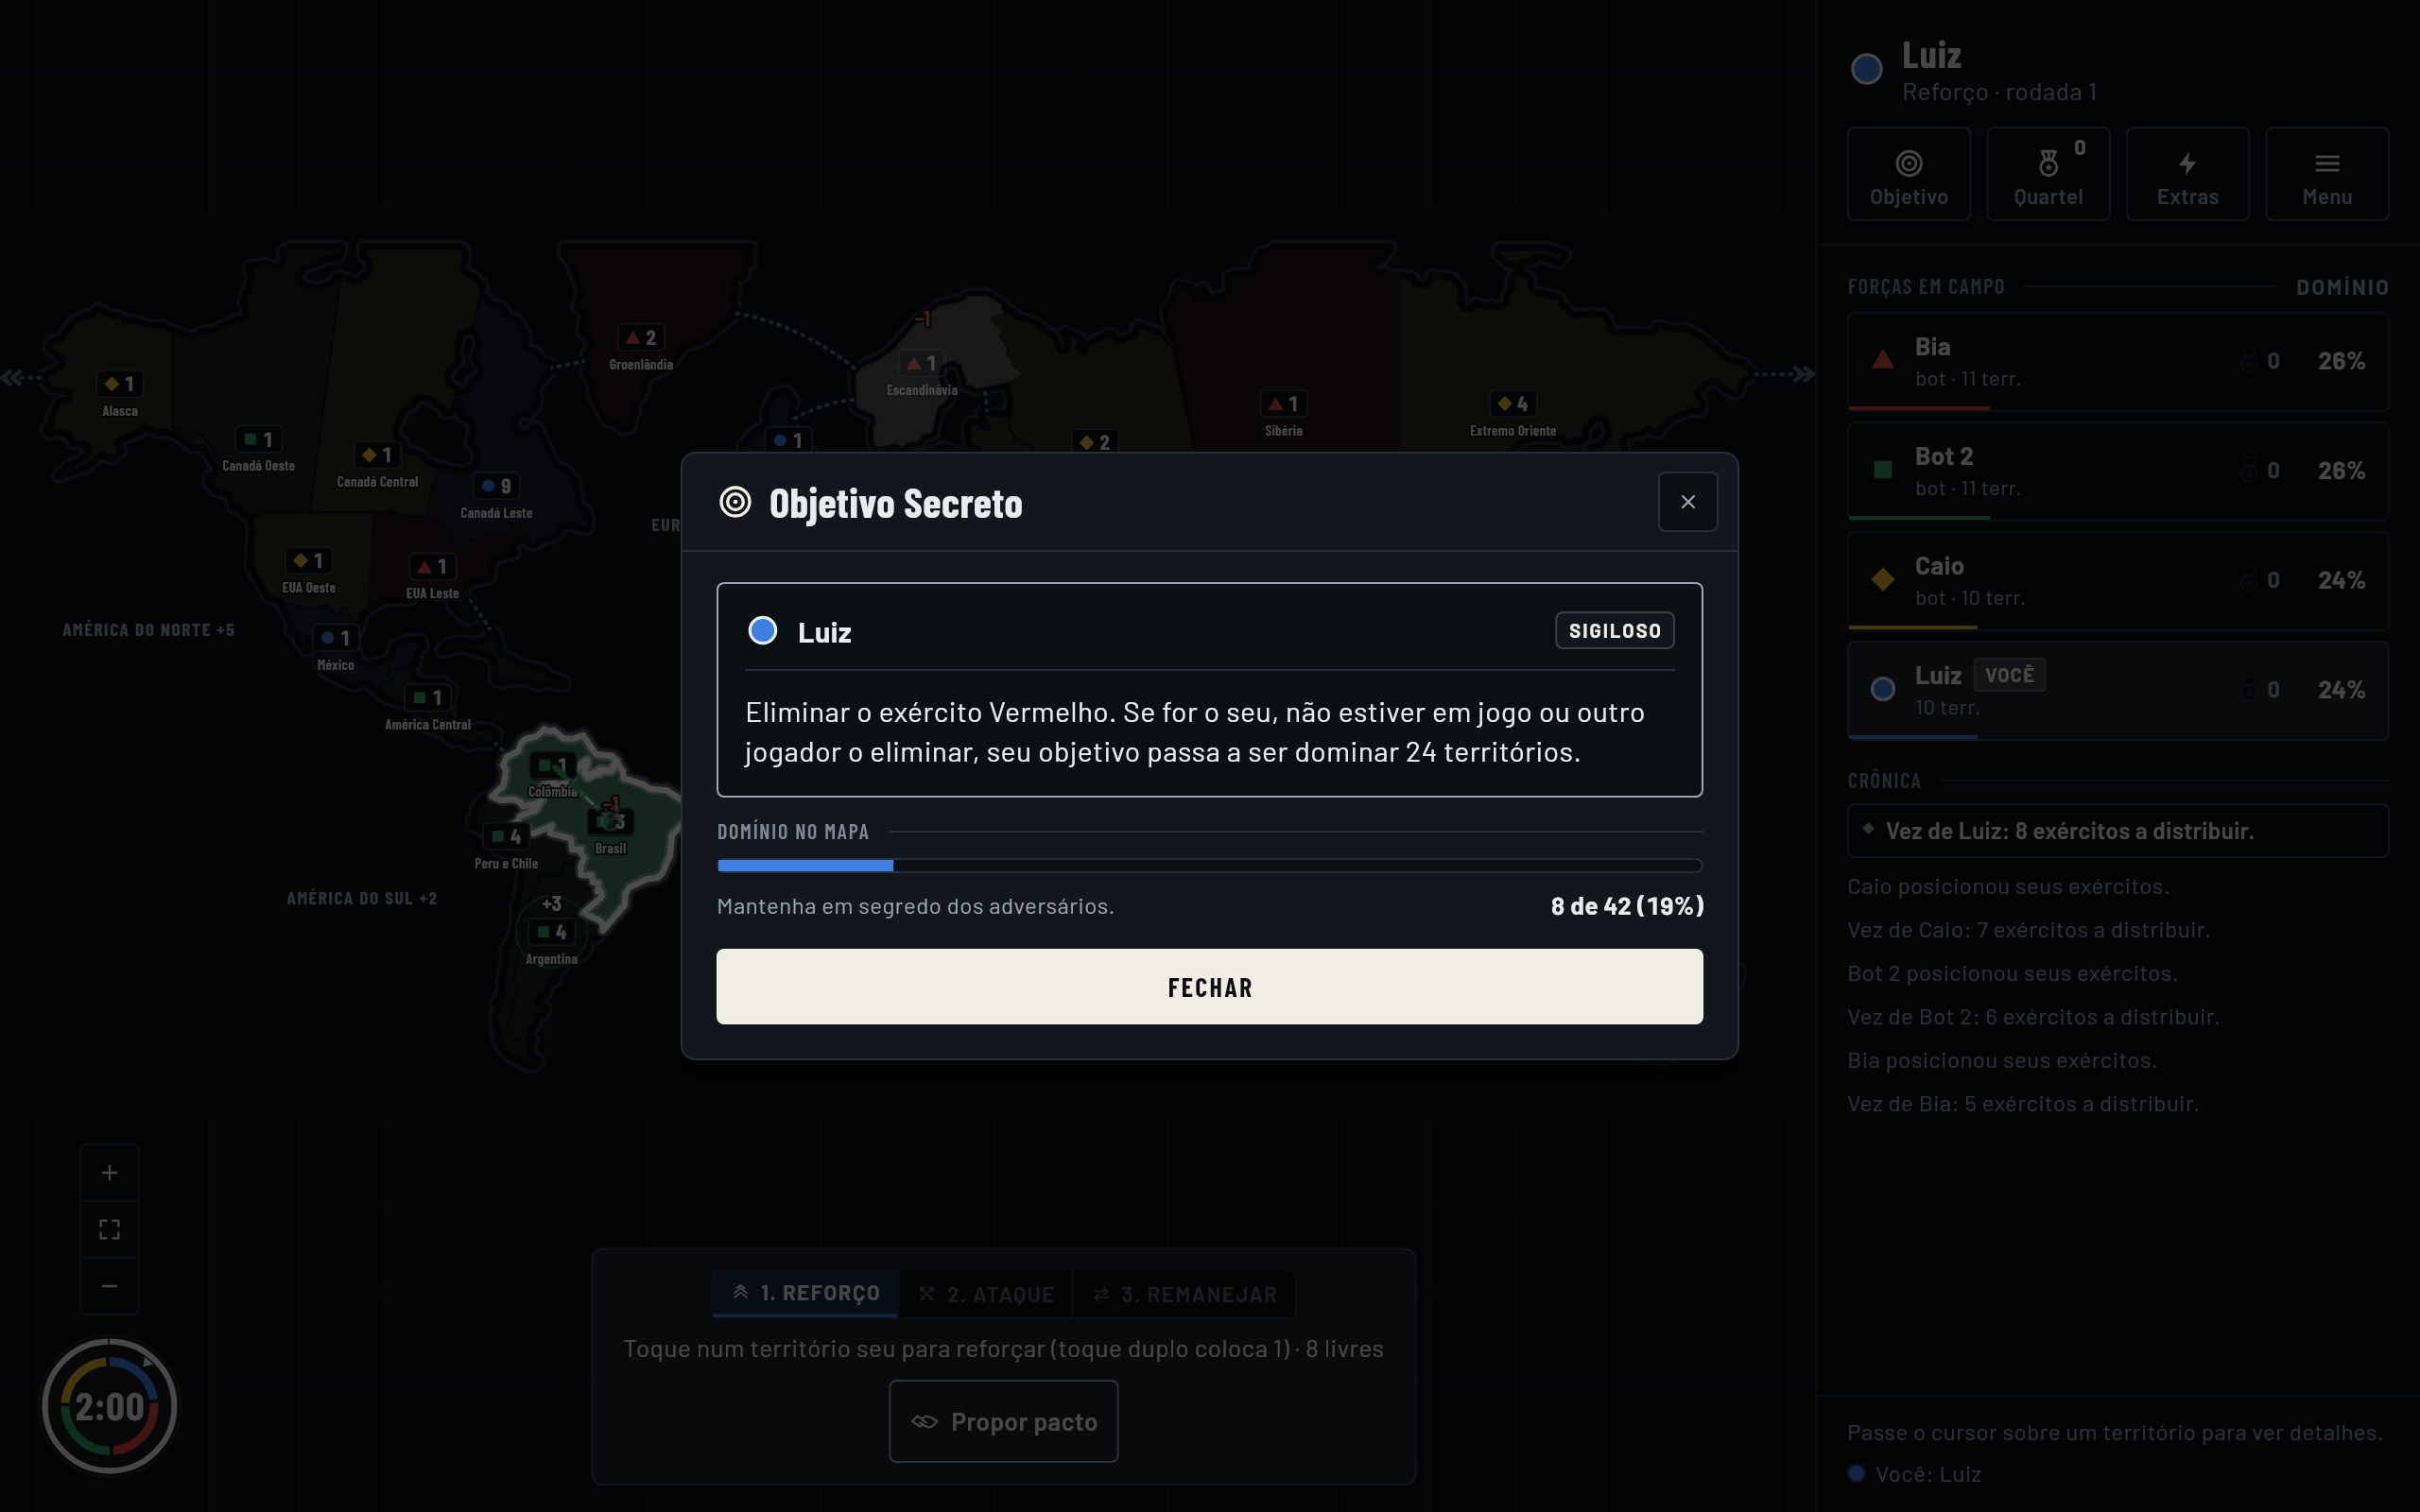 Luiz
Reforço · rodada 1
Objetivo
0
Quartel
Extras
Menu
FORÇAS EM CAMPO
DOMÍNIO
Bia
bot · 11 terr.
0
26%
Bot 2
bot · 11 terr.
0
26%
Caio
bot · 10 terr.
0
24%
Luiz
VOCÊ
10 terr.
0
24%
CRÔNICA
Vez de Luiz: 8 exércitos a distribuir.
Caio posicionou seus exércitos.
Vez de Caio: 7 exércitos a distribuir.
Bot 2 posicionou seus exércitos.
Vez de Bot 2: 6 exércitos a distribuir.
Bia posicionou seus exércitos.
Vez de Bia: 5 exércitos a distribuir.
Passe o cursor sobre um território para ver detalhes.
Você: Luiz
1
Alasca
1
Canadá Oeste
1
Canadá Central
9
Canadá Leste
2
Groenlândia
-1
1
Escandinávia
1
2
1
Sibéria
4
Extremo Oriente
1
EUA Oeste
1
EUA Leste
AMÉRICA DO NORTE +5
1
México
1
América Central
EUR
1
Colômbia
-1
3
Brasil
4
Peru e Chile
AMÉRICA DO SUL +2
+3
4
Argentina
Objetivo Secreto
Luiz
SIGILOSO
Eliminar o exército Vermelho. Se for o seu, não estiver em jogo ou outro
jogador o eliminar, seu objetivo passa a ser dominar 24 territórios.
DOMÍNIO NO MAPA
Mantenha em segredo dos adversários.
8 de 42 (19%)
FECHAR
1. REFORÇO
2. ATAQUE
3. REMANEJAR
Toque num território seu para reforçar (toque duplo coloca 1) · 8 livres
Propor pacto
2:00